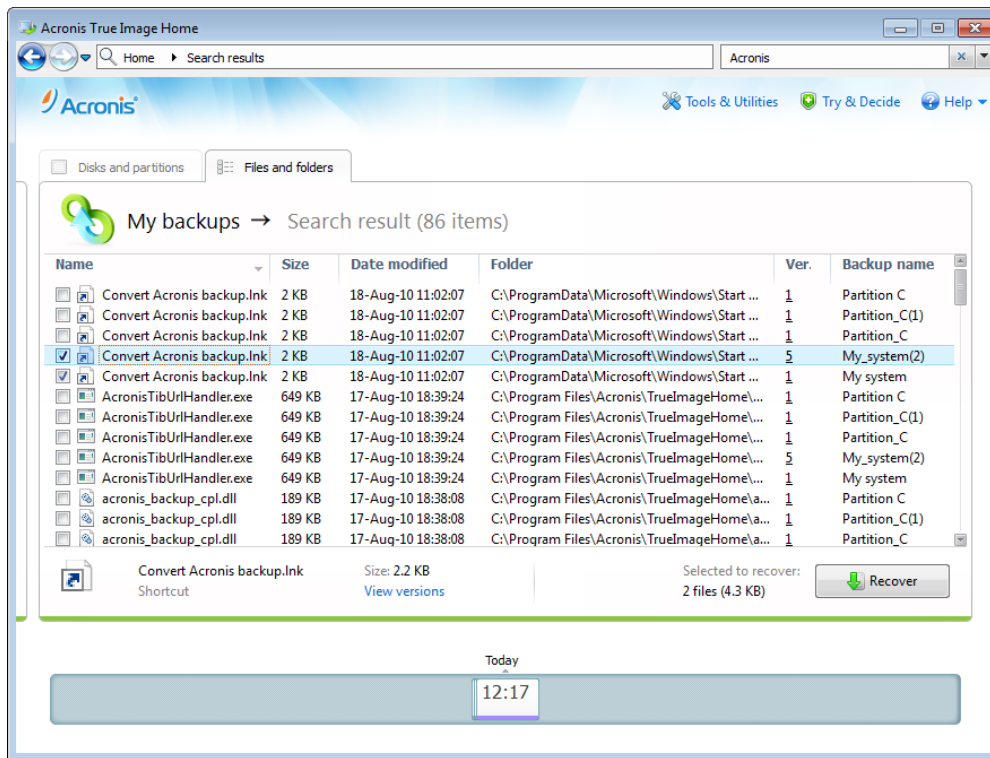 Acronis True Image Home
Home Search results Acronis
Acronis
Tools & Utilities Try & Decide Help
Disks and partitions Files and folders
My backups → Search result (86 items)
Name Size Date modified Folder Ver. Backup name
Convert Acronis backup.lnk 2 KB 18-Aug-10 11:02:07 C:\ProgramData\Microsoft\Windows\Start ... 1 Partition C
Convert Acronis backup.lnk 2 KB 18-Aug-10 11:02:07 C:\ProgramData\Microsoft\Windows\Start ... 1 Partition_C(1)
Convert Acronis backup.lnk 2 KB 18-Aug-10 11:02:07 C:\ProgramData\Microsoft\Windows\Start ... 1 Partition_C
Convert Acronis backup.lnk 2 KB 18-Aug-10 11:02:07 C:\ProgramData\Microsoft\Windows\Start ... 5 My_system(2)
Convert Acronis backup.lnk 2 KB 18-Aug-10 11:02:07 C:\ProgramData\Microsoft\Windows\Start ... 1 My system
AcronisTibUrlHandler.exe 649 KB 17-Aug-10 18:39:24 C:\Program Files\Acronis\TrueImageHome\... 1 Partition C
AcronisTibUrlHandler.exe 649 KB 17-Aug-10 18:39:24 C:\Program Files\Acronis\TrueImageHome\... 1 Partition_C(1)
AcronisTibUrlHandler.exe 649 KB 17-Aug-10 18:39:24 C:\Program Files\Acronis\TrueImageHome\... 1 Partition_C
AcronisTibUrlHandler.exe 649 KB 17-Aug-10 18:39:24 C:\Program Files\Acronis\TrueImageHome\... 5 My_system(2)
AcronisTibUrlHandler.exe 649 KB 17-Aug-10 18:39:24 C:\Program Files\Acronis\TrueImageHome\... 1 My system
acronis_backup_cpl.dll 189 KB 17-Aug-10 18:38:08 C:\Program Files\Acronis\TrueImageHome\a... 1 Partition C
acronis_backup_cpl.dll 189 KB 17-Aug-10 18:38:08 C:\Program Files\Acronis\TrueImageHome\a... 1 Partition_C(1)
acronis_backup_cpl.dll 189 KB 17-Aug-10 18:38:08 C:\Program Files\Acronis\TrueImageHome\a... 1 Partition_C
Convert Acronis backup.lnk Size: 2.2 KB Selected to recover: Recover
Shortcut View versions 2 files (4.3 KB)
Today
12:17